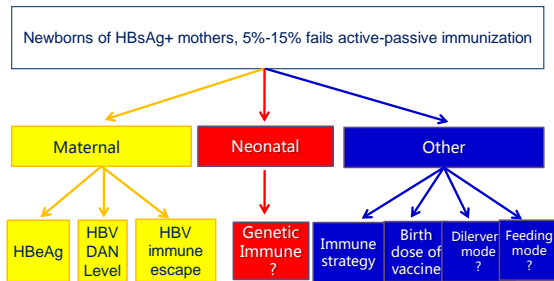 Newborns of HBsAg+ mothers, 5%-15% fails active-passive immunization
Maternal
Neonatal
Other
HBeAg
HBV
DAN
Level
HBV
immune
escape
Genetic
Immune
?
Immune
strategy
Birth
dose of
vaccine
Dilerver
mode
?
Feeding
mode
?